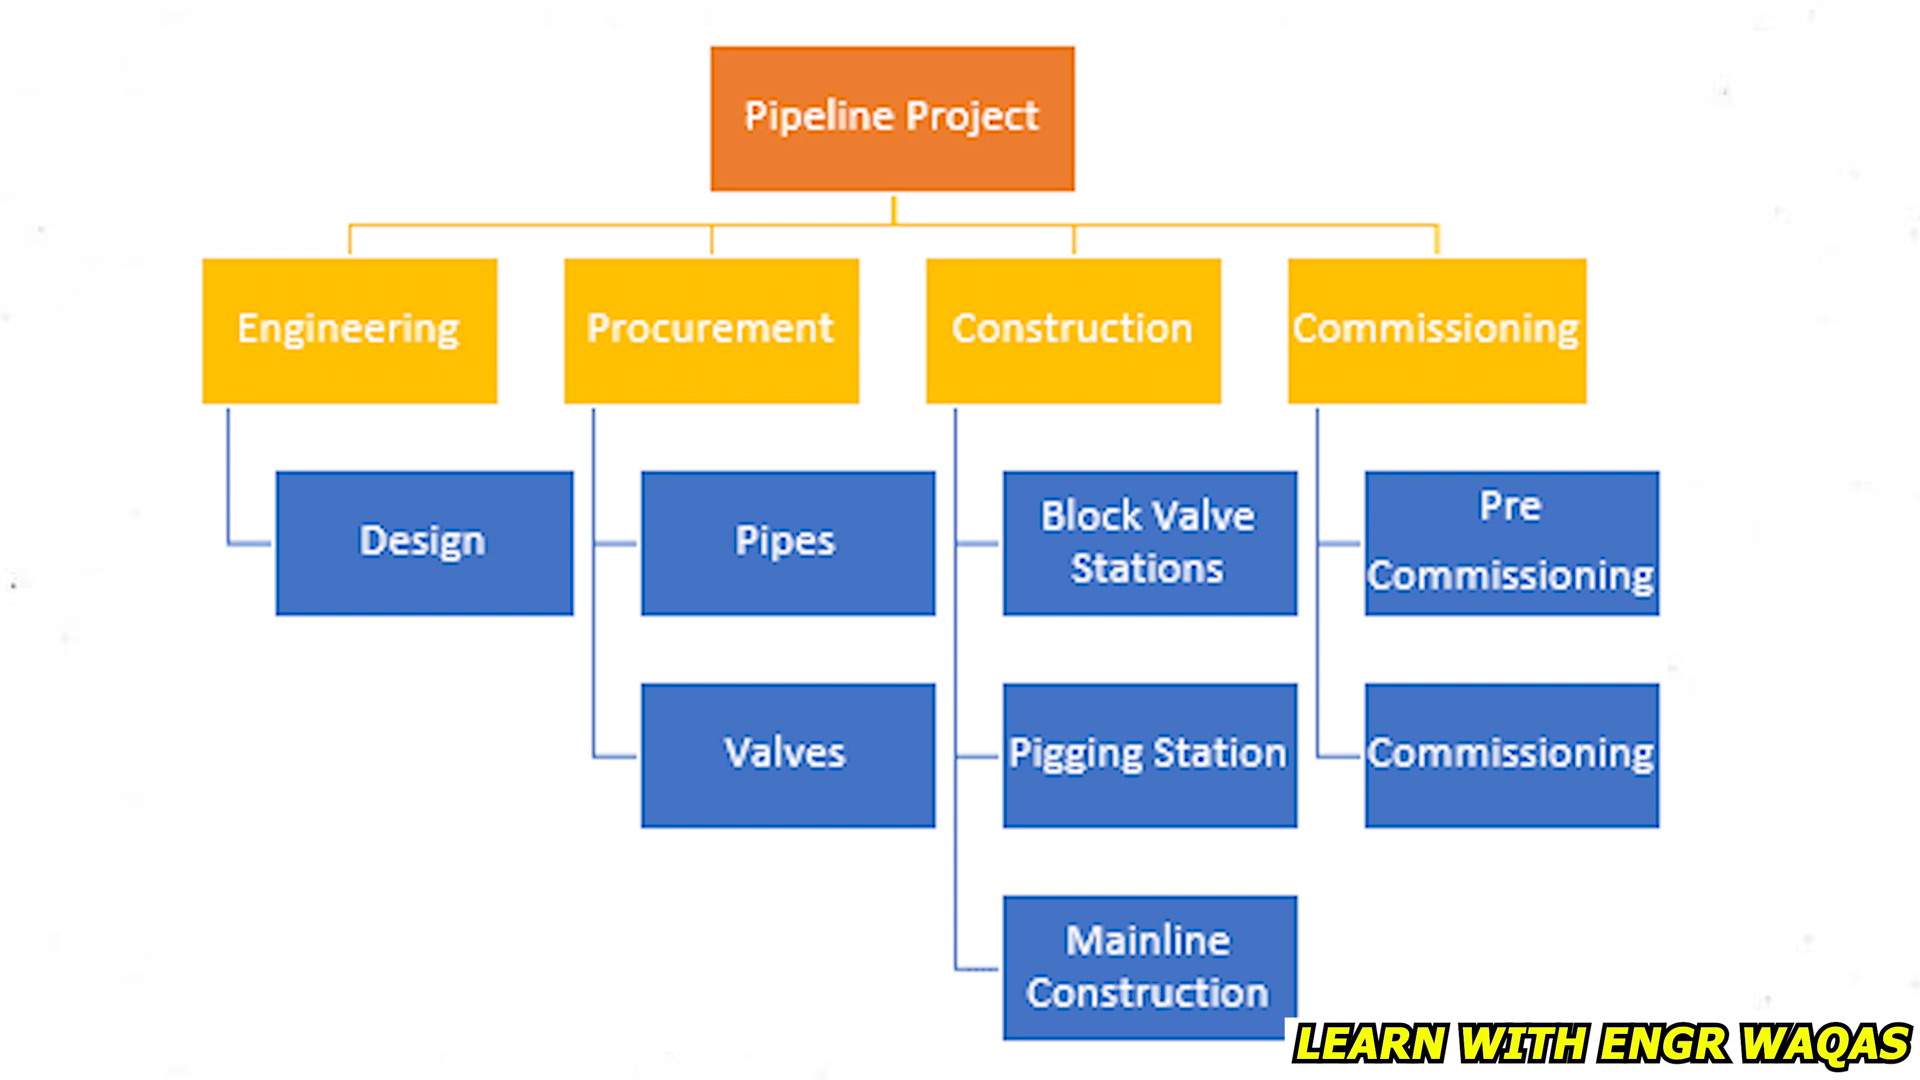 Pipeline Project
Engineering
Procurement
Construction
Commissioning
Design
Pipes
Block Valve
Stations
Pre
Commissioning
Valves
Pigging Station
Commissioning
Mainline
Construction
LEARN WITH ENGR WAQAS